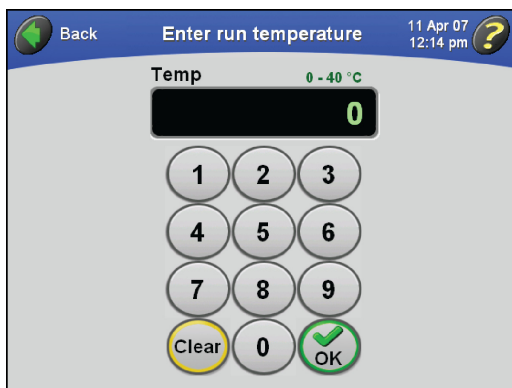 Back
Enter run temperature
11 Apr 07
12:14 pm
?
Temp
0 - 40 °C
0
1 2 3
4 5 6
7 8 9
Clear 0 OK